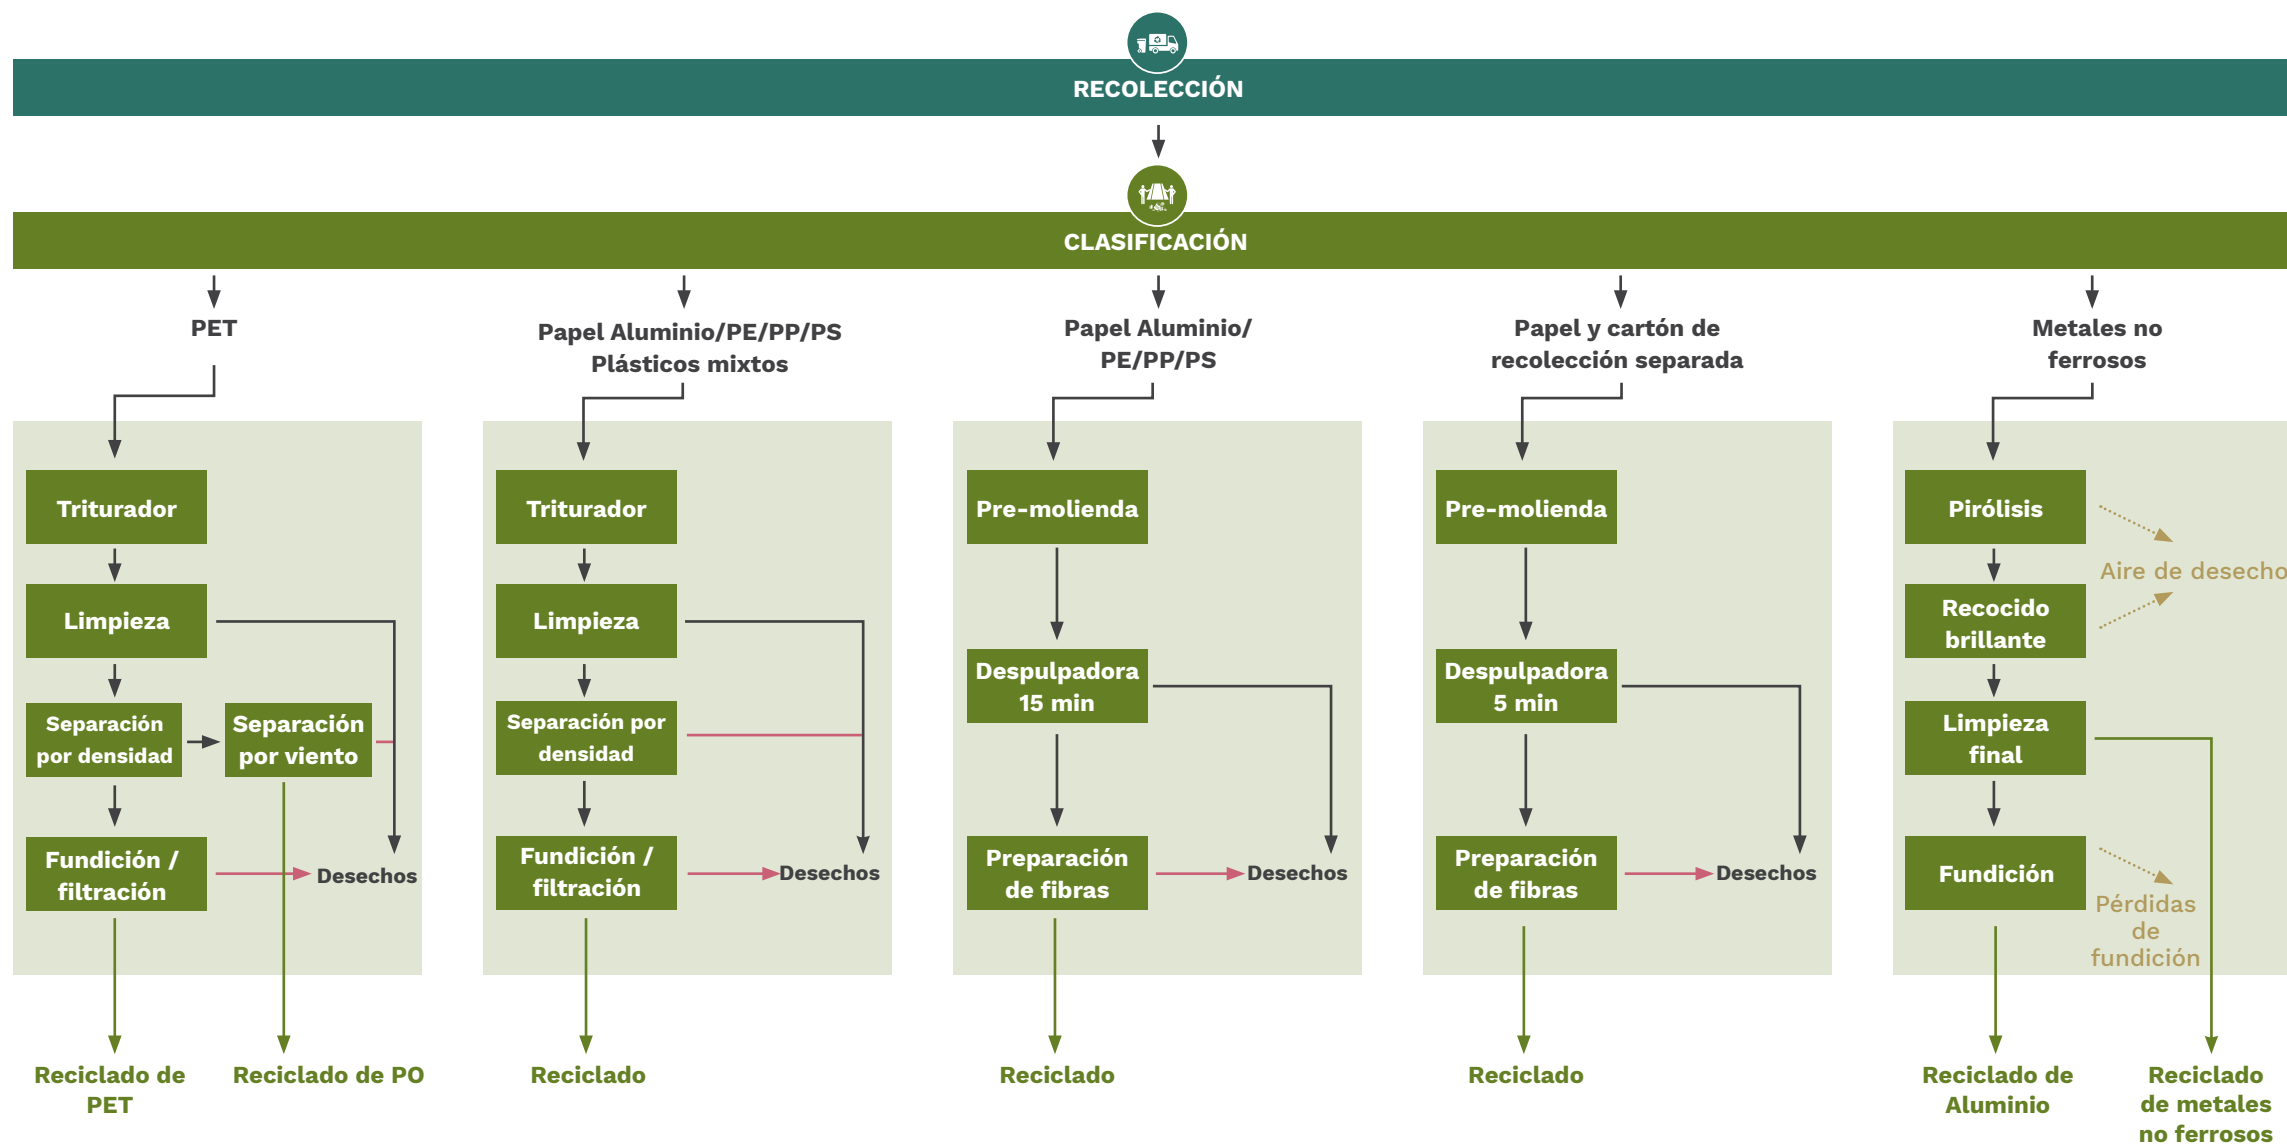 RECOLECCIÓN
CLASIFICACIÓN
PET
Triturador
Limpieza
Separación
por densidad
Separación
por viento
Fundición /
filtración
Desechos
Reciclado de
PET
Reciclado de PO
Papel Aluminio/PE/PP/PS
Plásticos mixtos
Triturador
Limpieza
Separación por
densidad
Fundición /
filtración
Desechos
Reciclado
Papel Aluminio/
PE/PP/PS
Pre-molienda
Despulpadora
15 min
Preparación
de fibras
Desechos
Reciclado
Papel y cartón de
recolección separada
Pre-molienda
Despulpadora
5 min
Preparación
de fibras
Desechos
Reciclado
Metales no
ferrosos
Pirólisis
Aire de desecho
Recocido
brillante
Limpieza
final
Fundición
Pérdidas
de
fundición
Reciclado de
Aluminio
Reciclado
de metales
no ferrosos